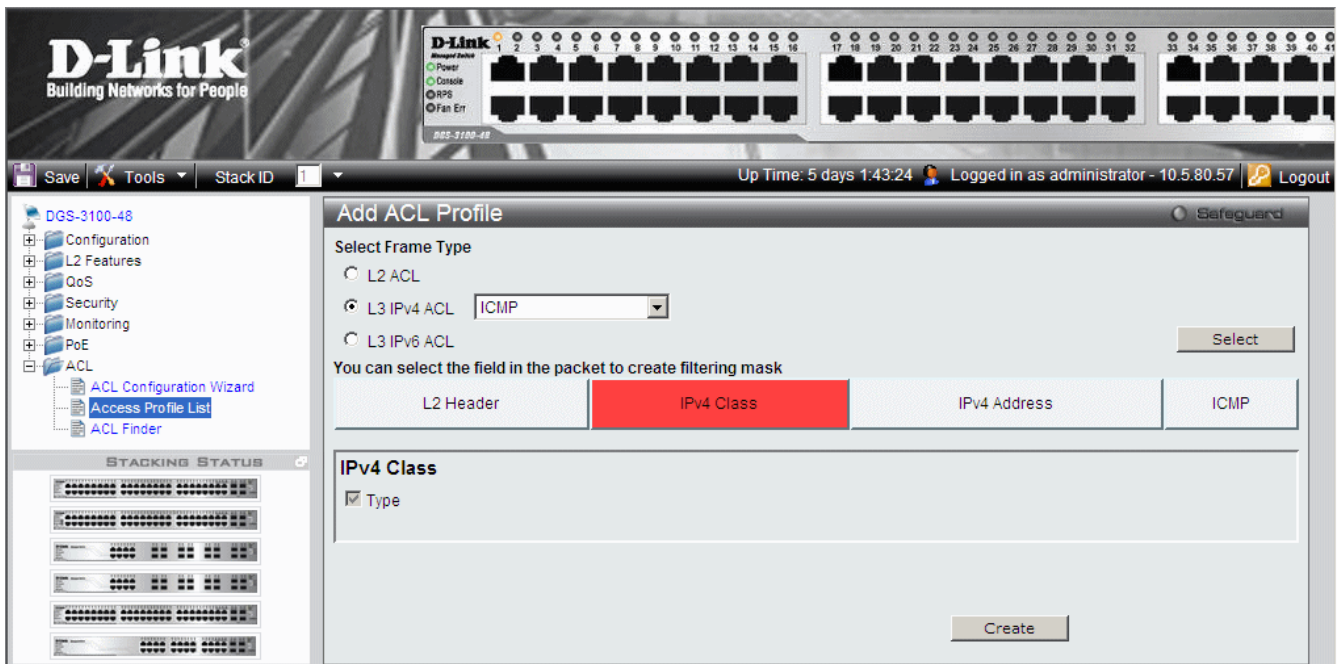 D-Link
Building Networks for People
D-Link
Managed Switch
Power
Console
RPS
Fan Err
DGS-3100-48
1 2 3 4 5 6 7 8 9 10 11 12 13 14 15 16
17 18 19 20 21 22 23 24 25 26 27 28 29 30 31 32
33 34 35 36 37 38 39 40 41
Save Tools Stack ID 1
Up Time: 5 days 1:43:24 Logged in as administrator - 10.5.80.57 Logout
DGS-3100-48
Configuration
L2 Features
QoS
Security
Monitoring
PoE
ACL
ACL Configuration Wizard
Access Profile List
ACL Finder
STACKING STATUS
Add ACL Profile
Safeguard
Select Frame Type
L2 ACL
L3 IPv4 ACL ICMP
L3 IPv6 ACL
Select
You can select the field in the packet to create filtering mask
L2 Header IPv4 Class IPv4 Address ICMP
IPv4 Class
Type
Create